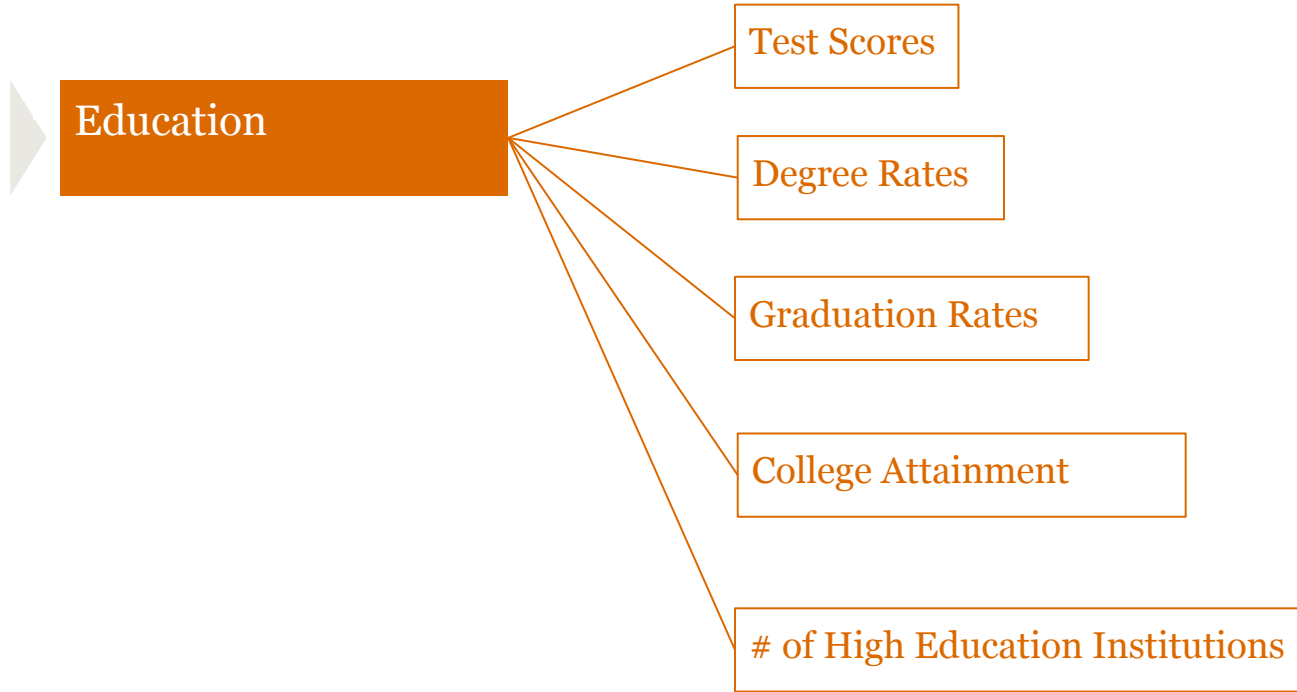 Education
Test Scores
Degree Rates
Graduation Rates
College Attainment
# of High Education Institutions